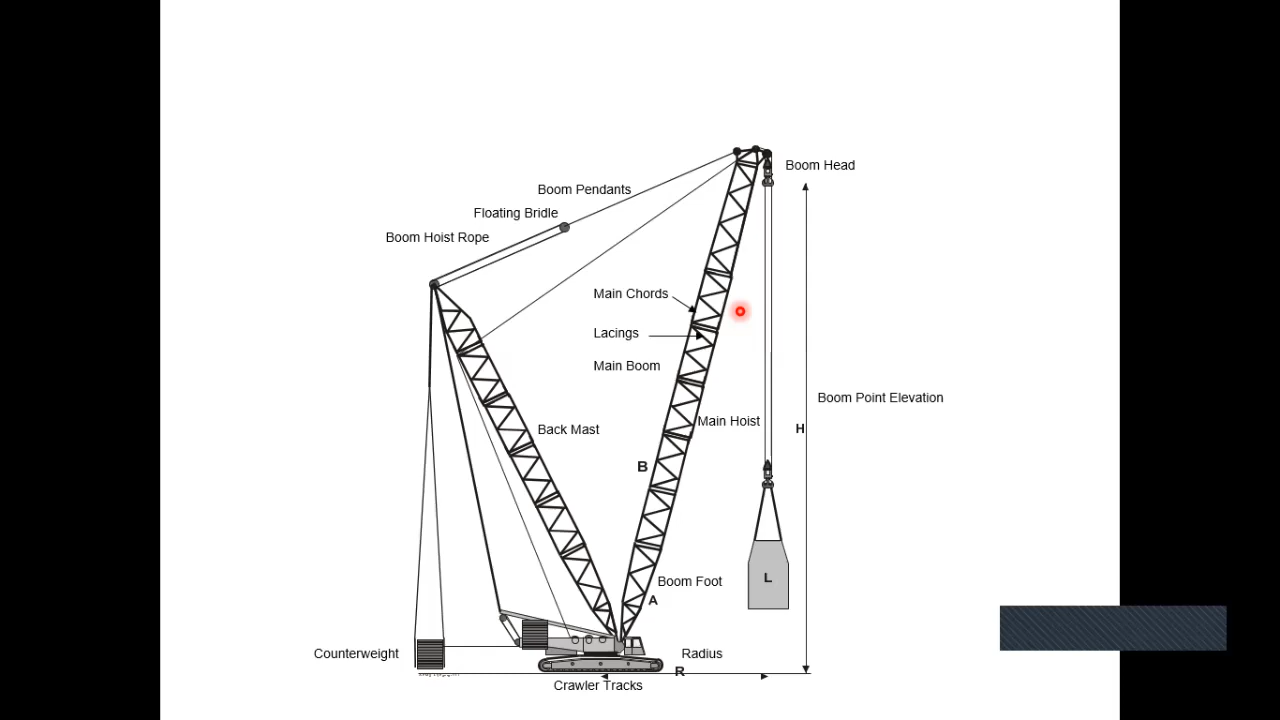 Boom Head
Boom Pendants
Floating Bridle
Boom Hoist Rope
Main Chords
Lacings
Main Boom
Boom Point Elevation
Main Hoist
H
Back Mast
B
L
Boom Foot
A
Counterweight
Radius
R
Crawler Tracks